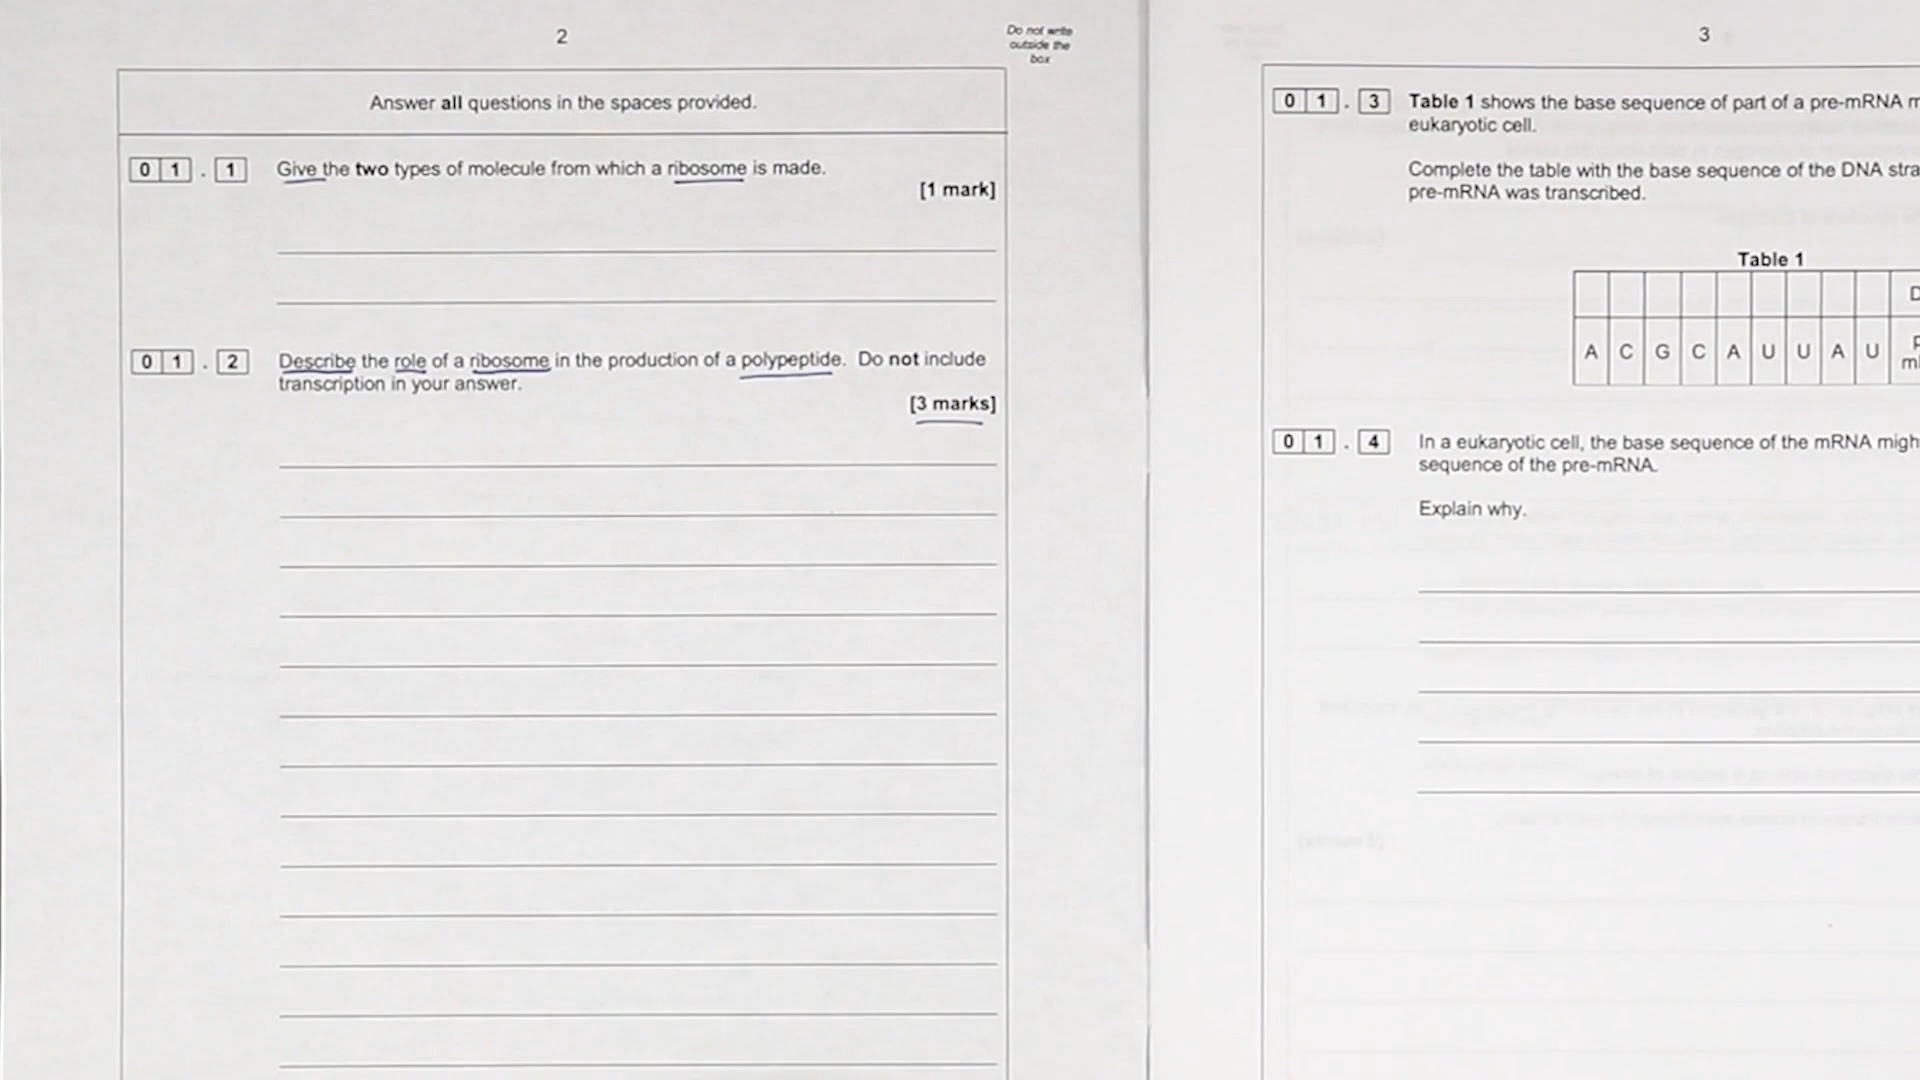 2
Do not write
outside the
box
Answer all questions in the spaces provided.
0 1 . 1 Give the two types of molecule from which a ribosome is made.
[1 mark]
0 1 . 2 Describe the role of a ribosome in the production of a polypeptide. Do not include
transcription in your answer.
[3 marks]
3
0 1 . 3 Table 1 shows the base sequence of part of a pre-mRNA m
eukaryotic cell.
Complete the table with the base sequence of the DNA stra
pre-mRNA was transcribed.
Table 1
D
A C G C A U U A U
m
0 1 . 4 In a eukaryotic cell, the base sequence of the mRNA migh
sequence of the pre-mRNA.
Explain why.